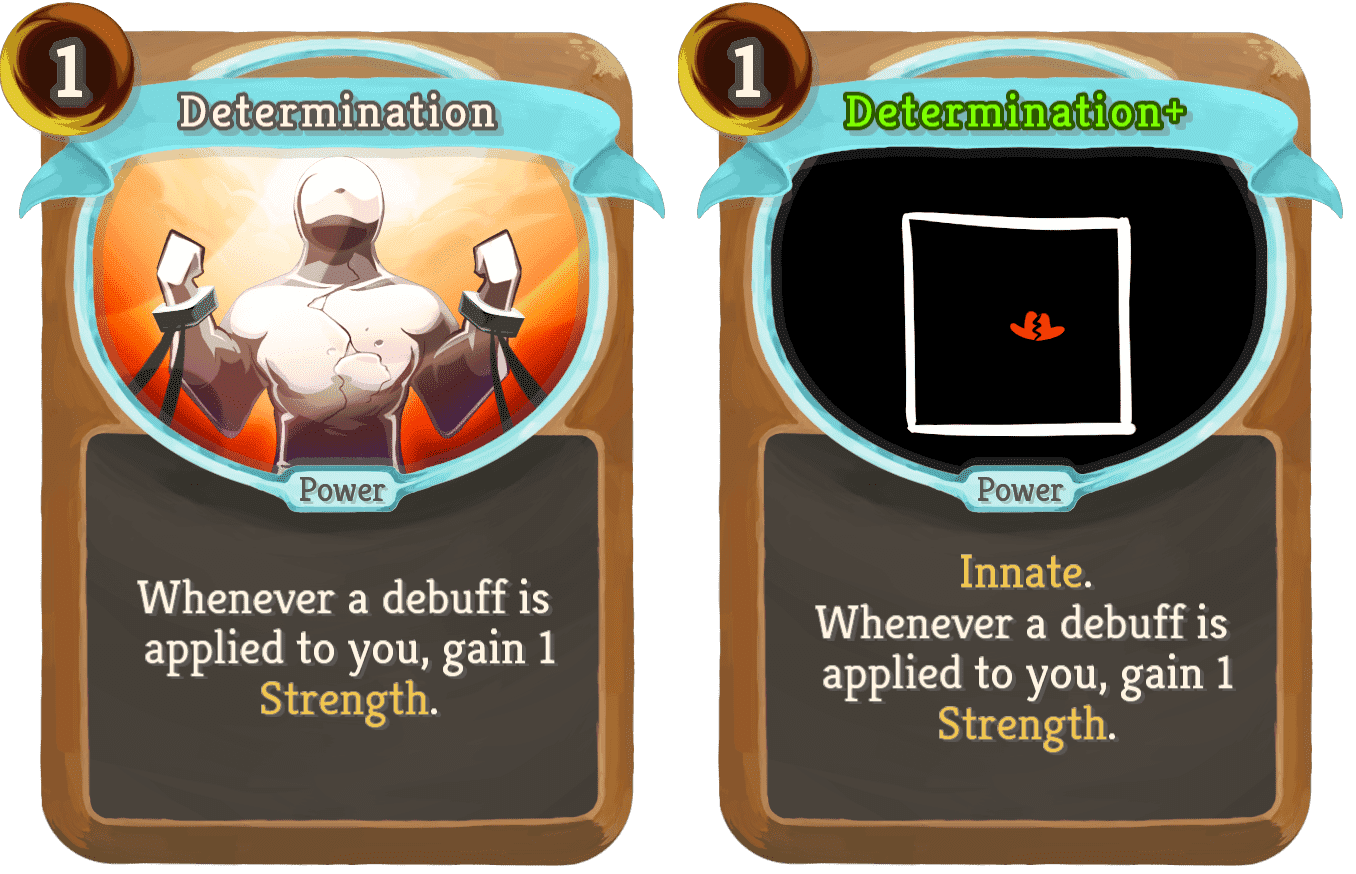 1
Determination
Power
Whenever a debuff is
applied to you, gain 1
Strength.
1
Determination+
Power
Innate.
Whenever a debuff is
applied to you, gain 1
Strength.